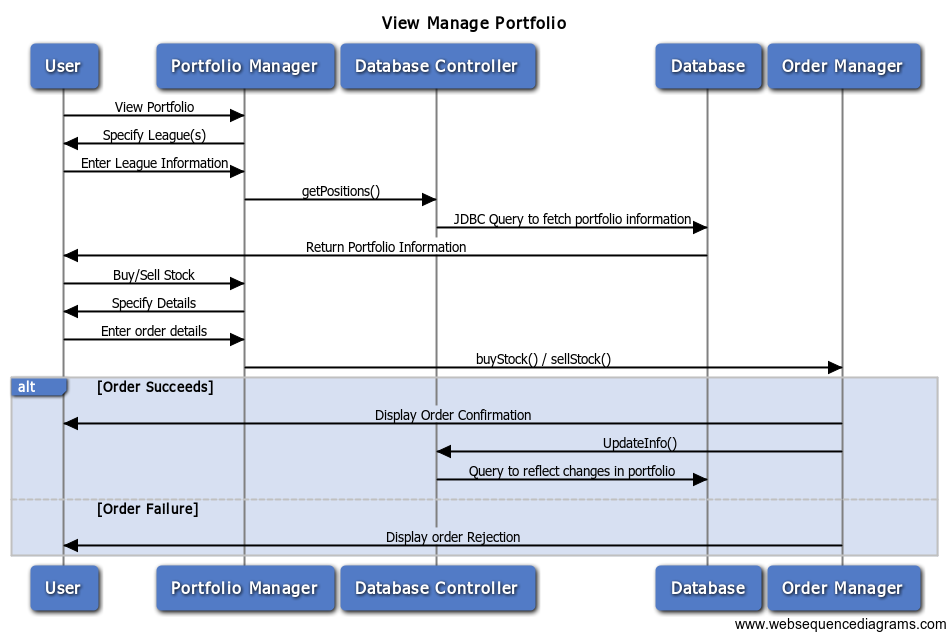 View Manage Portfolio
User
Portfolio Manager
Database Controller
Database
Order Manager
View Portfolio
Specify League(s)
Enter League Information
getPositions()
JDBC Query to fetch portfolio information
Return Portfolio Information
Buy/Sell Stock
Specify Details
Enter order details
buyStock() / sellStock()
alt
[Order Succeeds]
Display Order Confirmation
UpdateInfo()
Query to reflect changes in portfolio
[Order Failure]
Display order Rejection
User
Portfolio Manager
Database Controller
Database
Order Manager
www.websequencediagrams.com